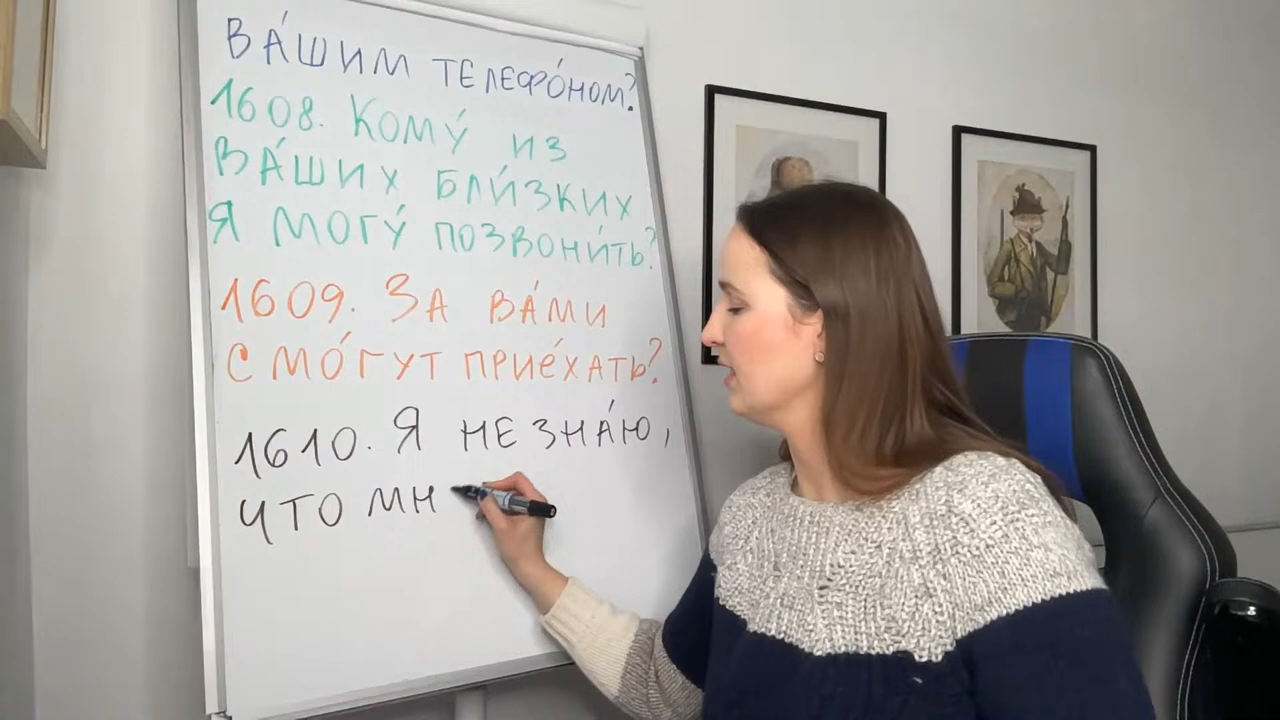 ВА́ШИМ ТЕЛЕФО́НОМ?
1608. КОМУ́ ИЗ
ВА́ШИХ БЛИ́ЗКИХ
Я МОГУ́ ПОЗВОНИ́ТЬ?
1609. ЗА ВА́МИ
СМО́ГУТ ПРИЕ́ХАТЬ?
1610. Я НЕ ЗНА́Ю,
ЧТО МН